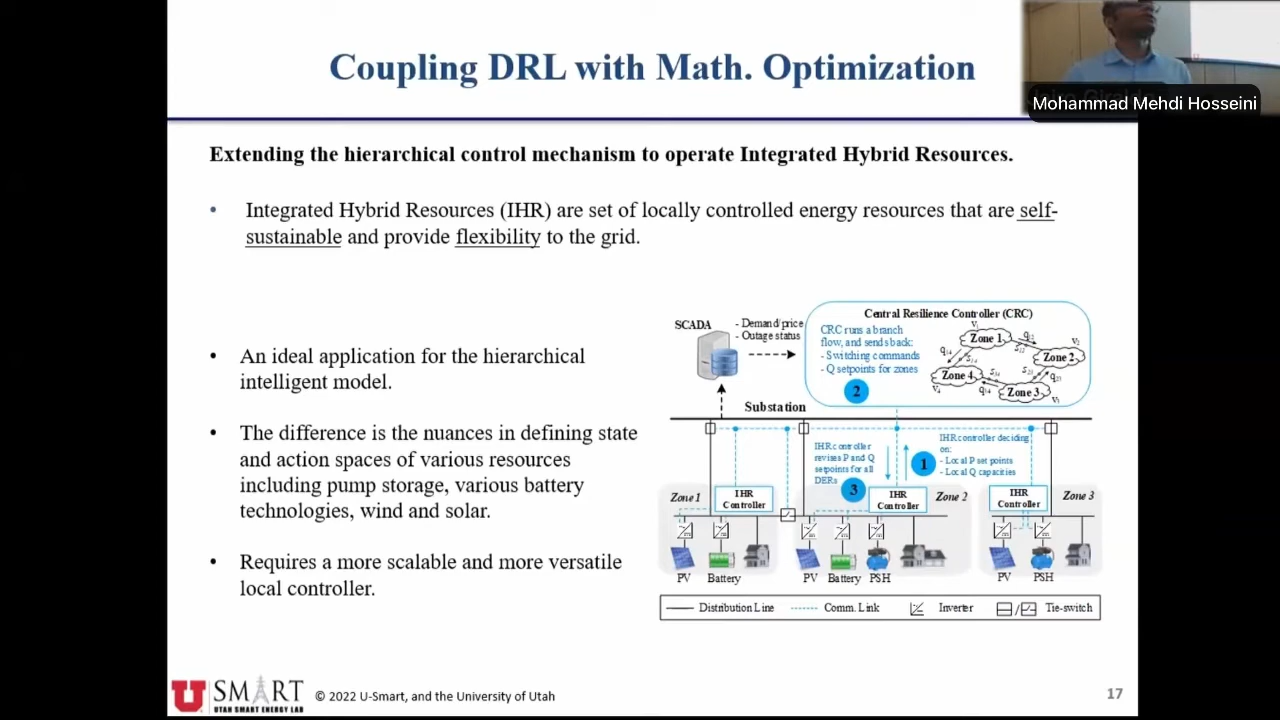 Coupling DRL with Math. Optimization
Mohammad Mehdi Hosseini
Extending the hierarchical control mechanism to operate Integrated Hybrid Resources.
• Integrated Hybrid Resources (IHR) are set of locally controlled energy resources that are self-
sustainable and provide flexibility to the grid.
• An ideal application for the hierarchical
intelligent model.
• The difference is the nuances in defining state
and action spaces of various resources
including pump storage, various battery
technologies, wind and solar.
• Requires a more scalable and more versatile
local controller.
SCADA
- Demand/price
- Outage status
Central Resilience Controller (CRC)
CRC runs a branch
flow, and sends back:
- Switching commands
- Q setpoints for zones
2
Zone 1
Zone 2
Zone 4
Zone 3
Substation
IHR controller
revises P and Q
setpoints for all
DERs
3
1
IHR controller deciding
on:
- Local P set points
- Local Q capacities
Zone 1
IHR
Controller
IHR
Controller
Zone 2
IHR
Controller
Zone 3
PV
Battery
PV
Battery
PSH
PV
PSH
Distribution Line
Comm. Link
Inverter
Tie-switch
U SMART
UTAH SMART ENERGY LAB
© 2022 U-Smart, and the University of Utah
17